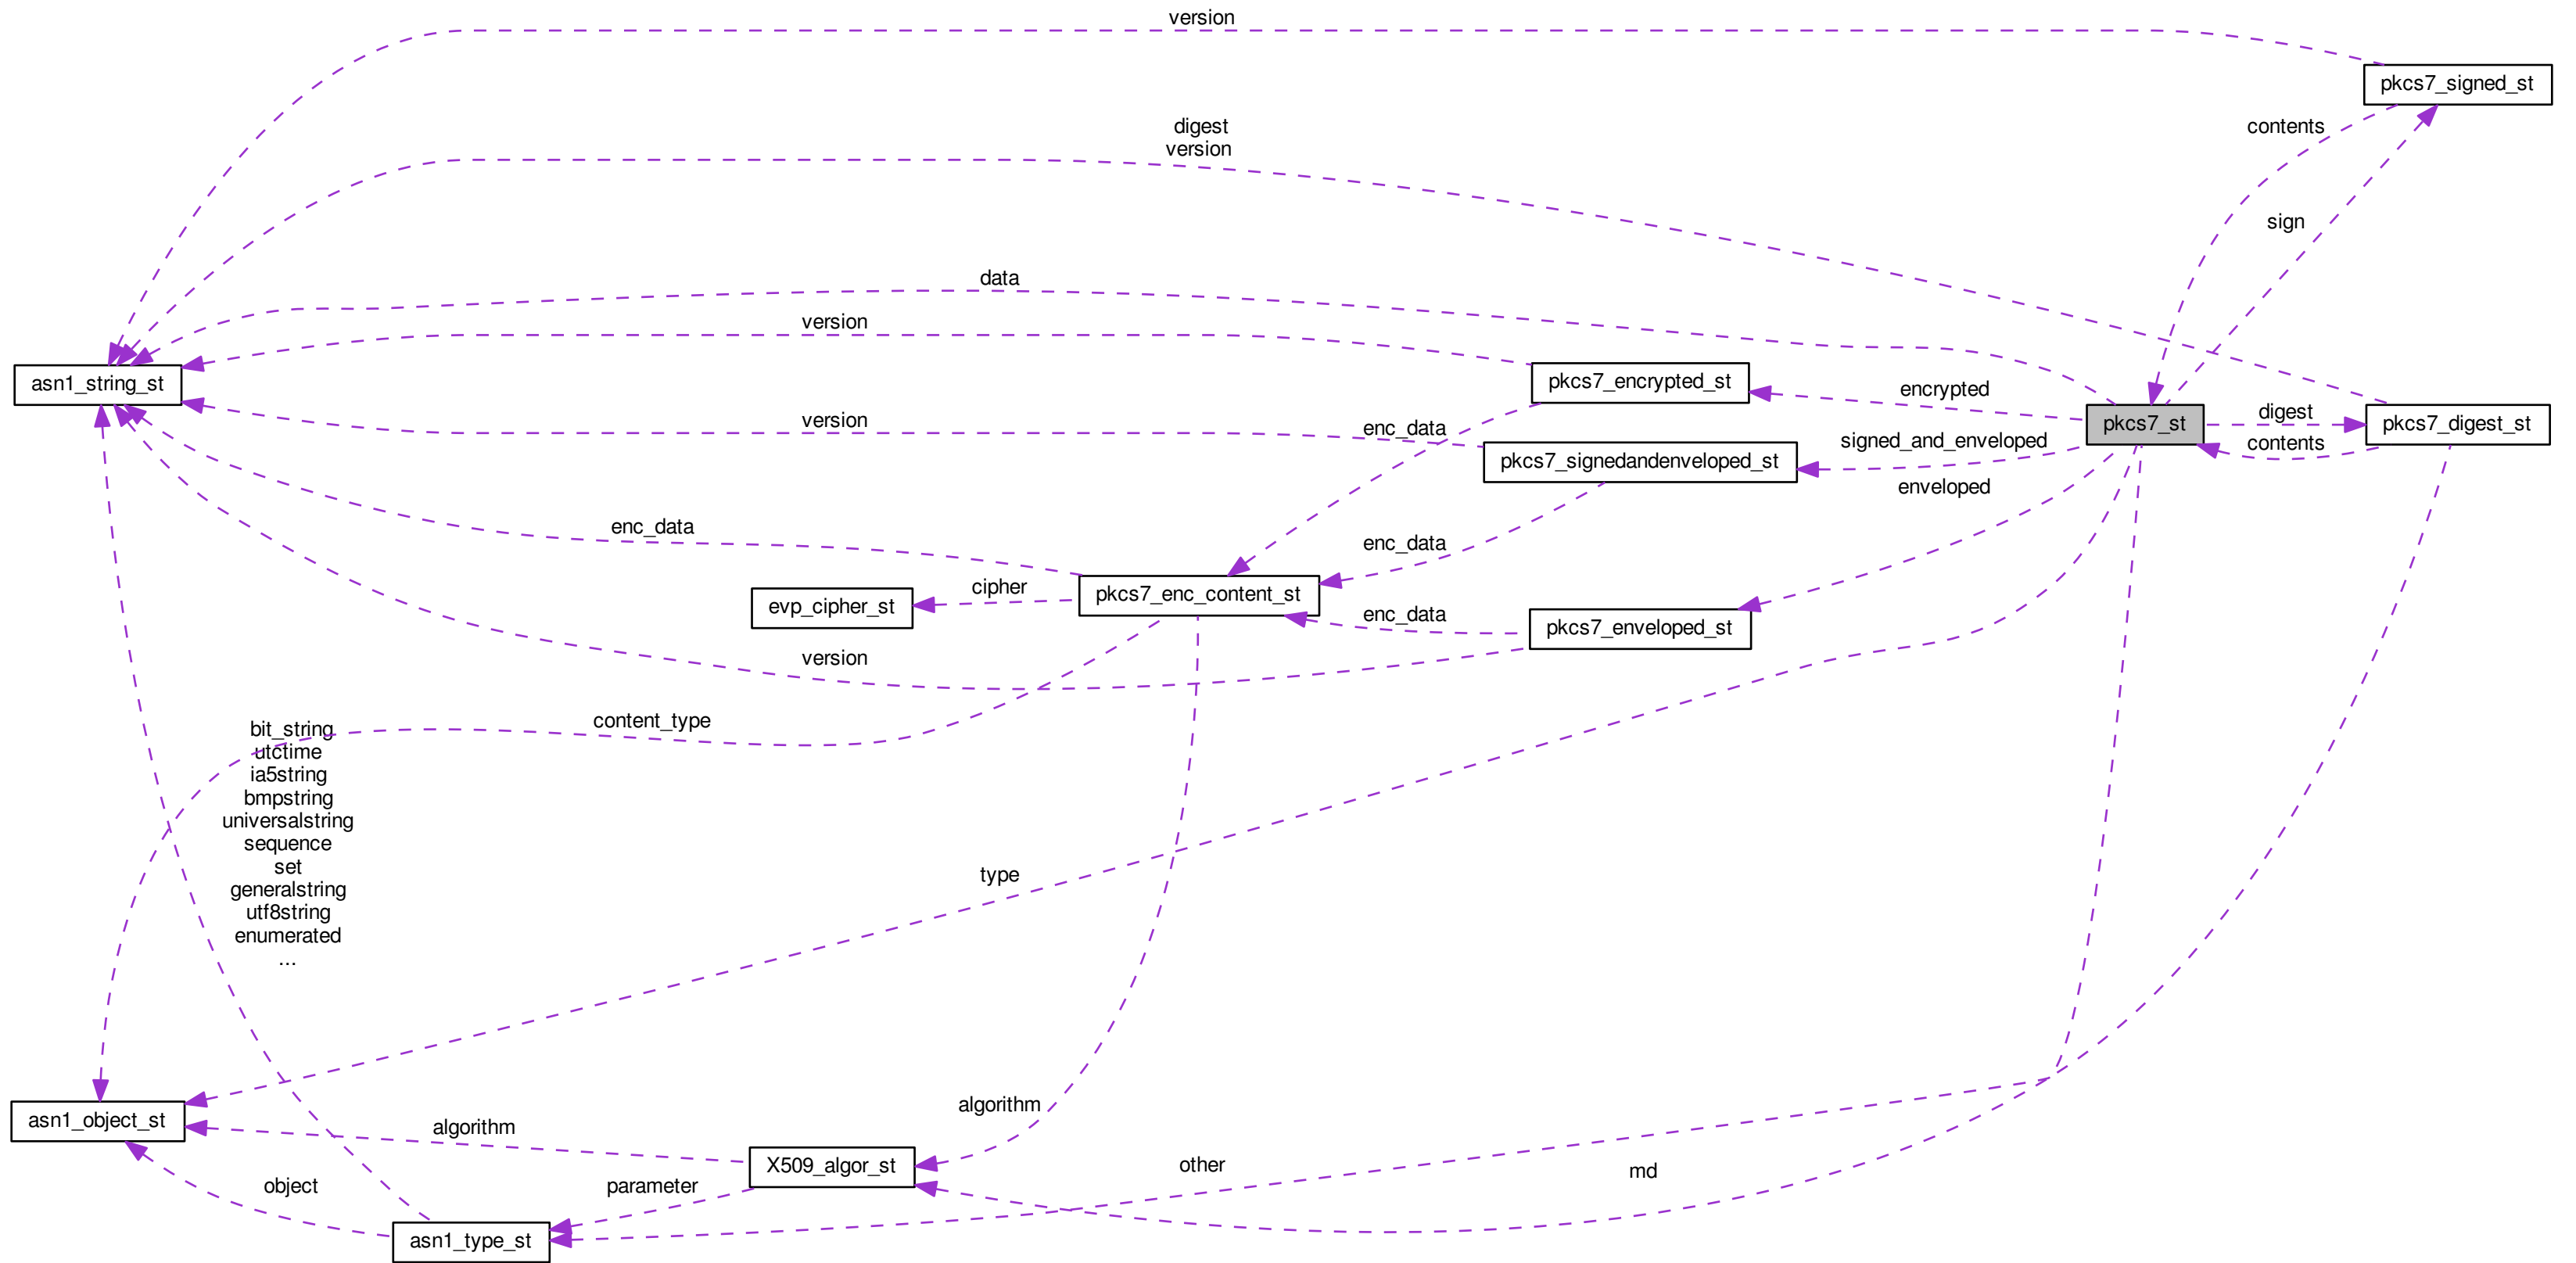 version
pkcs7_signed_st
digest
version
contents
sign
data
version
asn1_string_st
pkcs7_encrypted_st
encrypted
pkcs7_st
digest
pkcs7_digest_st
version
enc_data
signed_and_enveloped
contents
pkcs7_signedandenveloped_st
enveloped
enc_data
enc_data
cipher
pkcs7_enc_content_st
evp_cipher_st
enc_data
pkcs7_enveloped_st
version
content_type
bit_string
utctime
ia5string
bmpstring
universalstring
sequence
set
generalstring
utf8string
enumerated
...
type
algorithm
asn1_object_st
algorithm
X509_algor_st
other
md
object
parameter
asn1_type_st